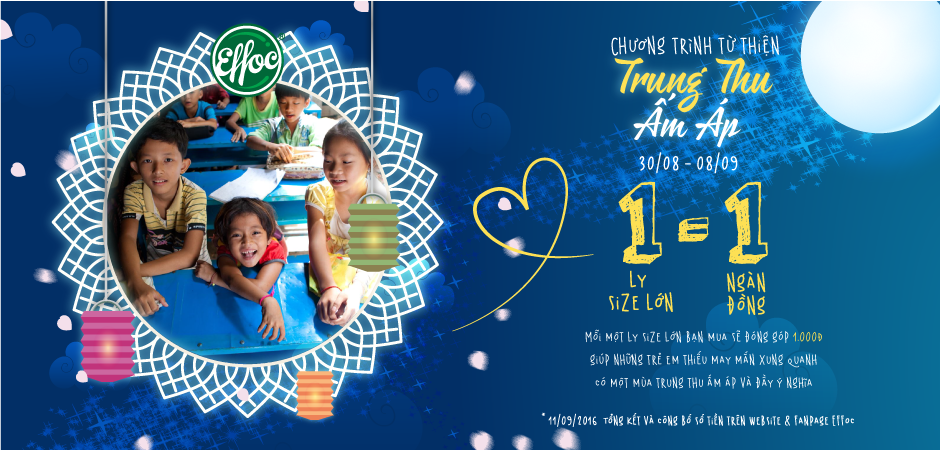 Effoc
CHƯƠNG TRÌNH TỪ THIỆN
Trung Thu
Ấm Áp
30/08 - 08/09
1 = 1
LY
SIZE LỚN
NGÀN
ĐỒNG
MỖI MỘT LY SIZE LỚN BẠN MUA SẼ ĐÓNG GÓP 1.000Đ
GIÚP NHỮNG TRẺ EM THIẾU MAY MẮN XUNG QUANH
CÓ MỘT MÙA TRUNG THU ẤM ÁP VÀ ĐẦY Ý NGHĨA
* 11/09/2016 TỔNG KẾT VÀ CÔNG BỐ SỐ TIỀN TRÊN WEBSITE & FANPAGE EFFOC